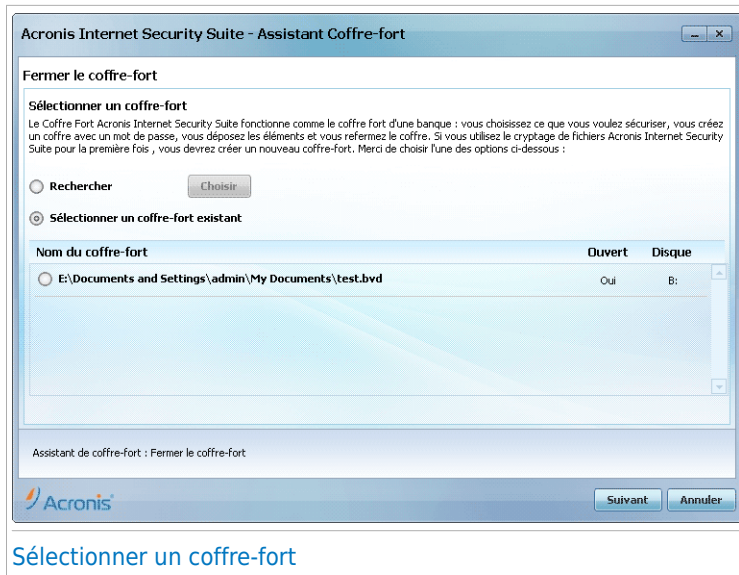 Acronis Internet Security Suite - Assistant Coffre-fort
Fermer le coffre-fort
Sélectionner un coffre-fort
Le Coffre Fort Acronis Internet Security Suite fonctionne comme le coffre fort d'une banque : vous choisissez ce que vous voulez sécuriser, vous créez
un coffre avec un mot de passe, vous déposez les éléments et vous refermez le coffre. Si vous utilisez le cryptage de fichiers Acronis Internet Security
Suite pour la première fois , vous devrez créer un nouveau coffre-fort. Merci de choisir l'une des options ci-dessous :
Rechercher Choisir
Sélectionner un coffre-fort existant
Nom du coffre-fort Ouvert Disque
E:\Documents and Settings\admin\My Documents\test.bvd Oui B:
Assistant de coffre-fort : Fermer le coffre-fort
Acronis Suivant Annuler
Sélectionner un coffre-fort